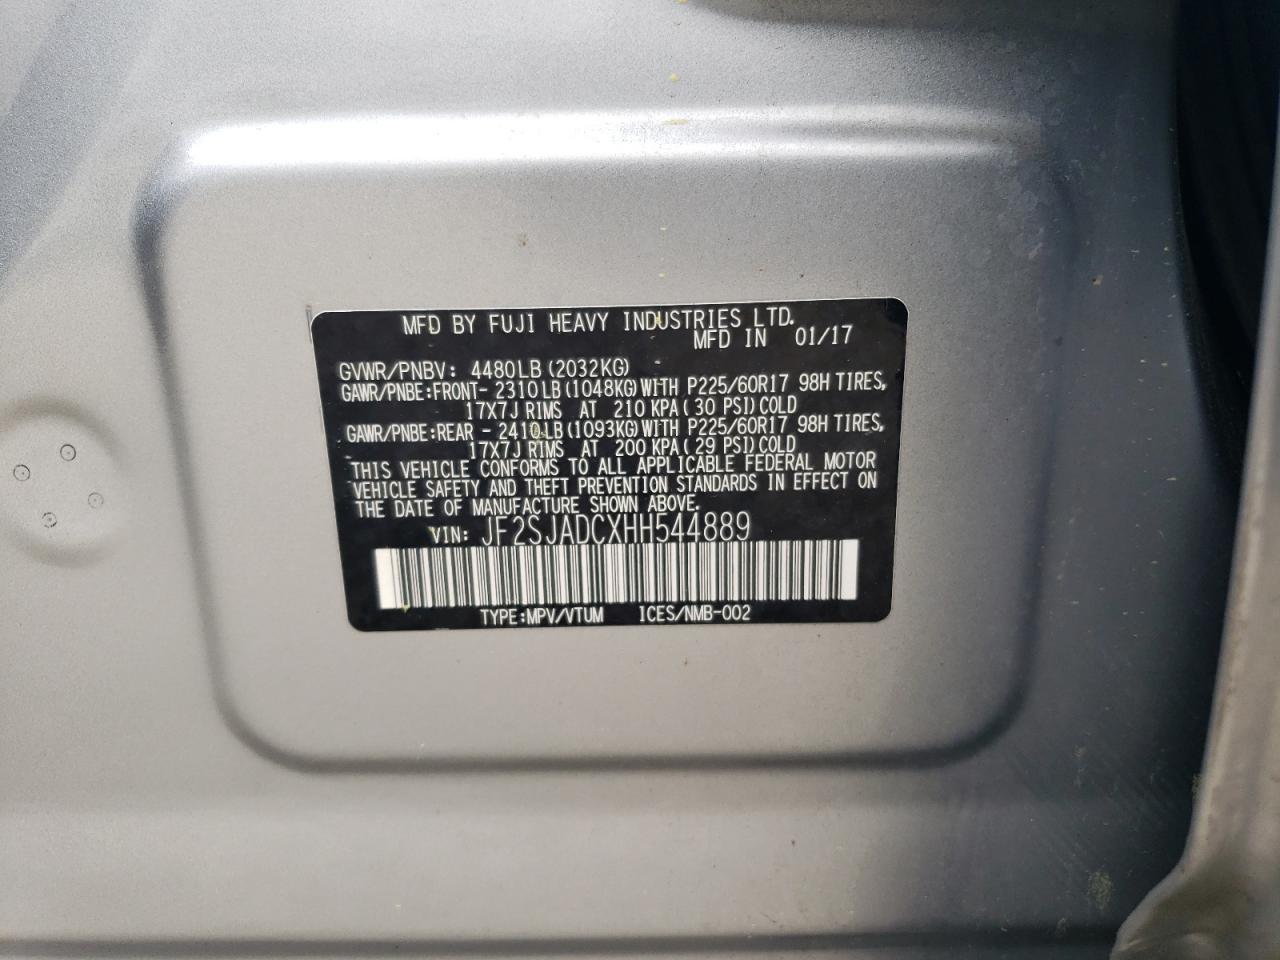 MFD BY FUJI HEAVY INDUSTRIES LTD.
MFD IN 01/17
GVWR/PNBV: 4480LB (2032KG)
GAWR/PNBE:FRONT- 2310LB (1048KG) WITH P225/60R17 98H TIRES,
17X7J RIMS AT 210 KPA( 30 PSI)COLD
GAWR/PNBE:REAR - 2410LB (1093KG) WITH P225/60R17 98H TIRES,
17X7J RIMS AT 200 KPA( 29 PSI)COLD
THIS VEHICLE CONFORMS TO ALL APPLICABLE FEDERAL MOTOR
VEHICLE SAFETY AND THEFT PREVENTION STANDARDS IN EFFECT ON
THE DATE OF MANUFACTURE SHOWN ABOVE.
VIN: JF2SJADCXHH544889
TYPE:MPV/VTUM ICES/NMB-002